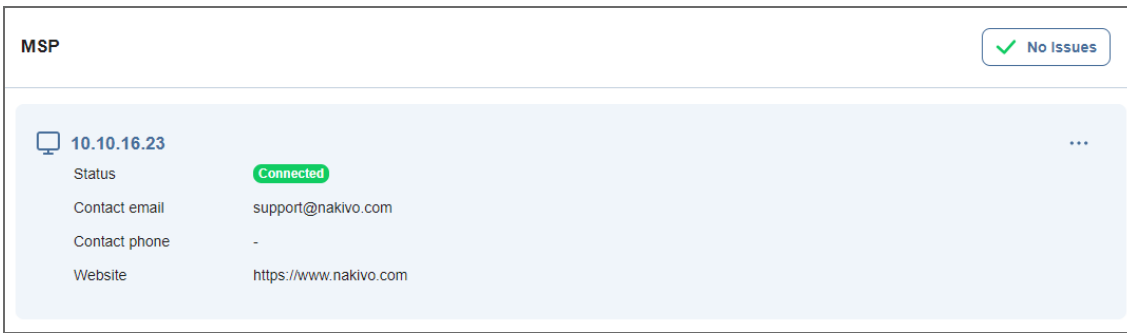 MSP
No Issues
10.10.16.23
Status Connected
Contact email support@nakivo.com
Contact phone -
Website https://www.nakivo.com